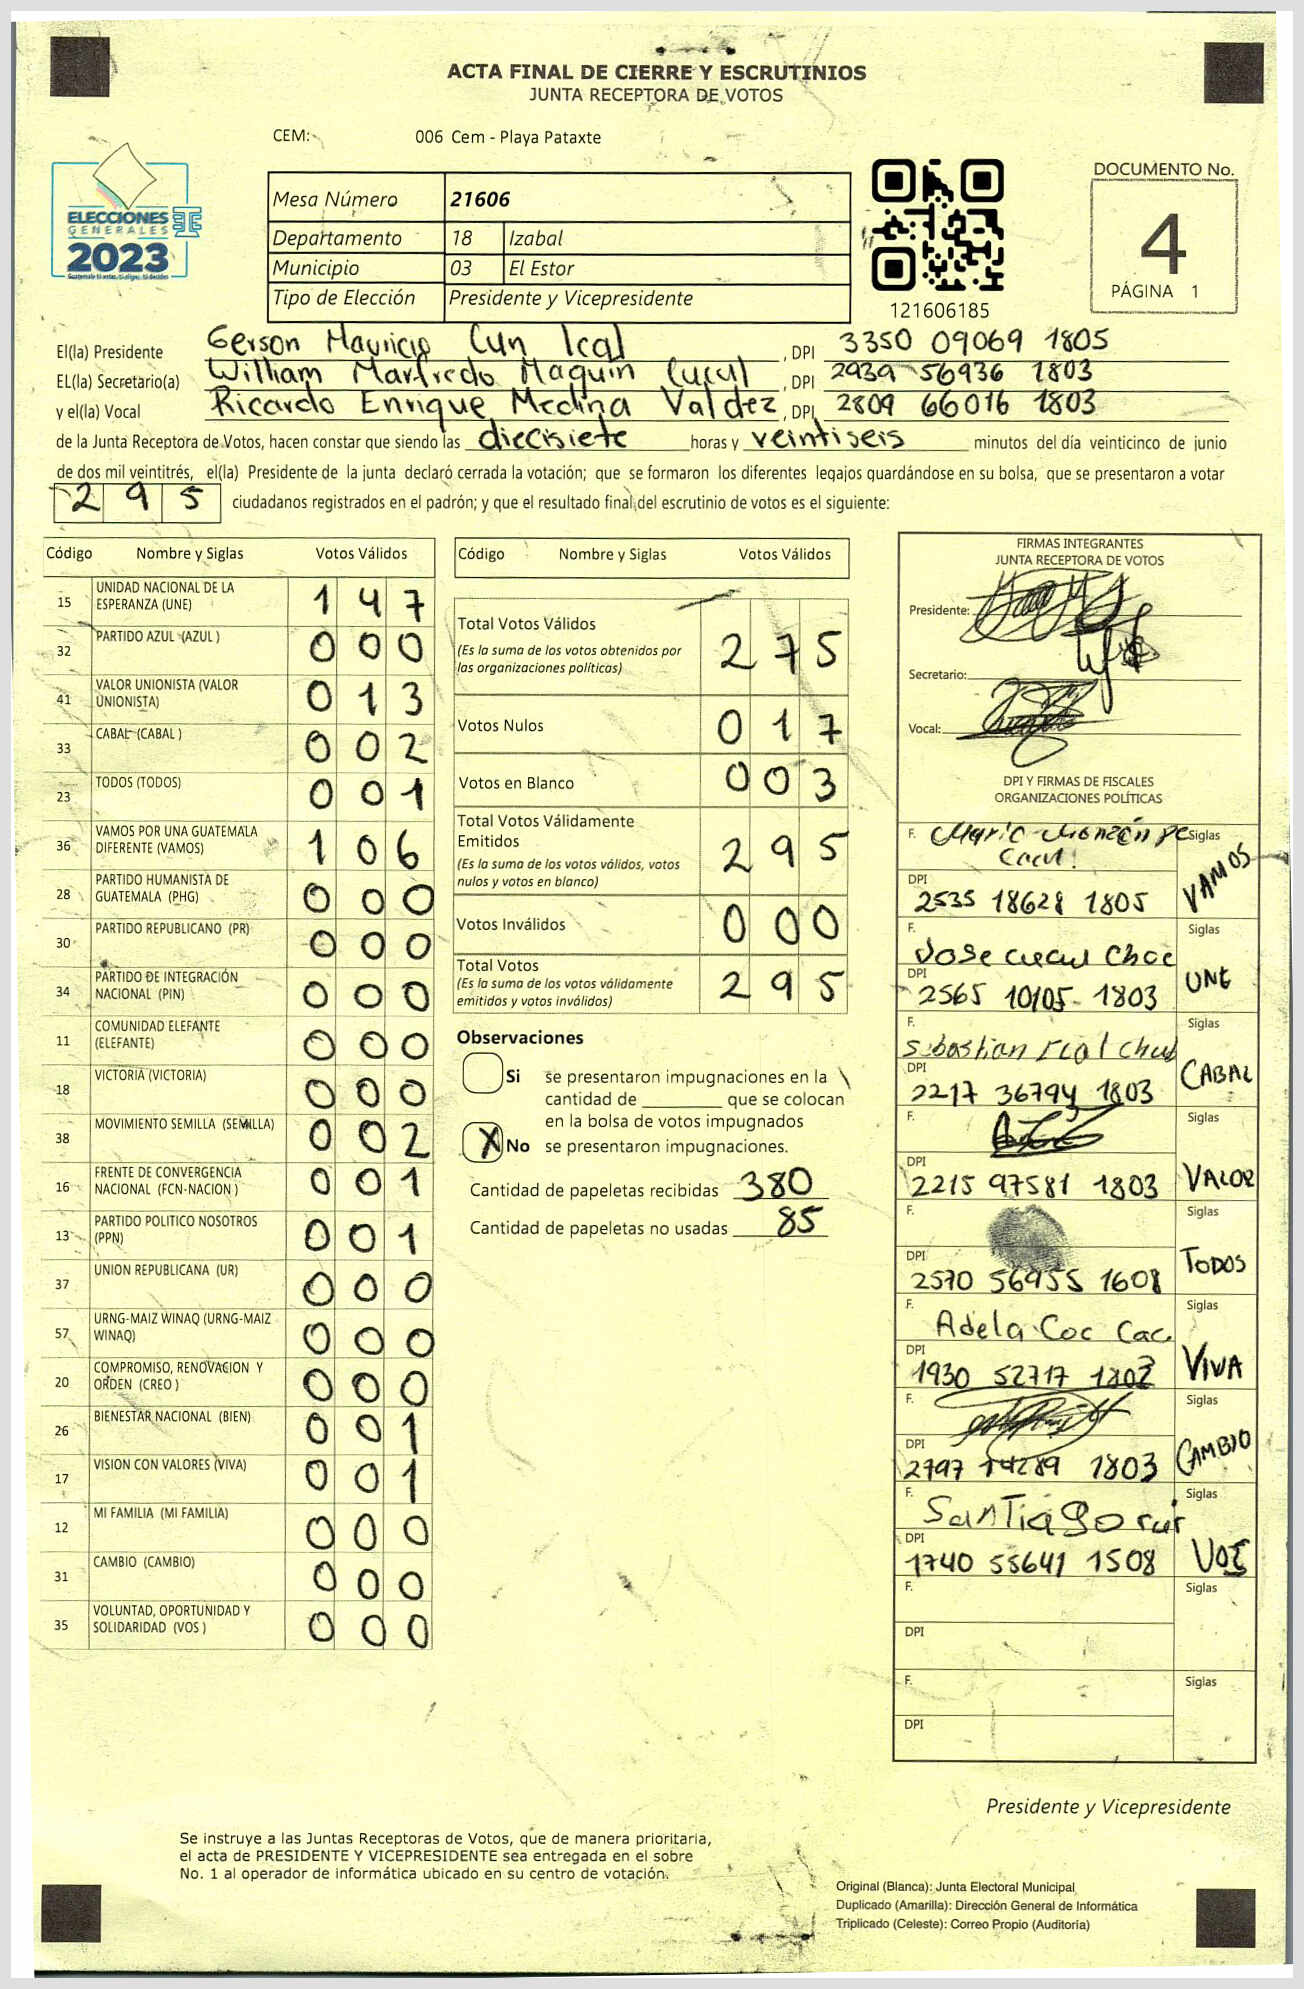 ACTA FINAL DE CIERRE Y ESCRUTINIOS
JUNTA RECEPTORA DE VOTOS
CEM: 006 Cem - Playa Pataxte
ELECCIONES
GENERALES
2023
Mesa Número 21606
Departamento 18 Izabal
Municipio 03 El Estor
Tipo de Elección Presidente y Vicepresidente
121606185
DOCUMENTO No.
4
PÁGINA 1
El(la) Presidente Gerson Mauricio Cun Ical , DPI 3350 09069 1805
EL(la) Secretario(a) William Marfredo Maquin Cucul , DPI 2939 56936 1803
y el(la) Vocal Ricardo Enrique Medina Valdez , DPI 2809 66016 1803
de la Junta Receptora de Votos, hacen constar que siendo las diecisiete horas y veintiseis minutos del día veinticinco de junio
de dos mil veintitrés, el(la) Presidente de la junta declaró cerrada la votación; que se formaron los diferentes legajos guardándose en su bolsa, que se presentaron a votar
2 9 5 ciudadanos registrados en el padrón; y que el resultado final del escrutinio de votos es el siguiente:
Código Nombre y Siglas Votos Válidos
15 UNIDAD NACIONAL DE LA ESPERANZA (UNE) 1 4 7
32 PARTIDO AZUL (AZUL ) 0 0 0
41 VALOR UNIONISTA (VALOR UNIONISTA) 0 1 3
33 CABAL (CABAL ) 0 0 2
23 TODOS (TODOS) 0 0 1
36 VAMOS POR UNA GUATEMALA DIFERENTE (VAMOS) 1 0 6
28 PARTIDO HUMANISTA DE GUATEMALA (PHG) 0 0 0
30 PARTIDO REPUBLICANO (PR) 0 0 0
34 PARTIDO DE INTEGRACIÓN NACIONAL (PIN) 0 0 0
11 COMUNIDAD ELEFANTE (ELEFANTE) 0 0 0
18 VICTORIA (VICTORIA) 0 0 0
38 MOVIMIENTO SEMILLA (SEMILLA) 0 0 2
16 FRENTE DE CONVERGENCIA NACIONAL (FCN-NACION ) 0 0 1
13 PARTIDO POLITICO NOSOTROS (PPN) 0 0 1
37 UNION REPUBLICANA (UR) 0 0 0
57 URNG-MAIZ WINAQ (URNG-MAIZ WINAQ) 0 0 0
20 COMPROMISO, RENOVACION Y ORDEN (CREO ) 0 0 0
26 BIENESTAR NACIONAL (BIEN) 0 0 1
17 VISION CON VALORES (VIVA) 0 0 1
12 MI FAMILIA (MI FAMILIA) 0 0 0
31 CAMBIO (CAMBIO) 0 0 0
35 VOLUNTAD, OPORTUNIDAD Y SOLIDARIDAD (VOS ) 0 0 0
Código Nombre y Siglas Votos Válidos
Total Votos Válidos 2 7 5
(Es la suma de los votos obtenidos por
las organizaciones políticas)
Votos Nulos 0 1 7
Votos en Blanco 0 0 3
Total Votos Válidamente
Emitidos 2 9 5
(Es la suma de los votos válidos, votos
nulos y votos en blanco)
Votos Inválidos 0 0 0
Total Votos 2 9 5
(Es la suma de los votos válidamente
emitidos y votos inválidos)
Observaciones
Si se presentaron impugnaciones en la
cantidad de ________ que se colocan
en la bolsa de votos impugnados
X No se presentaron impugnaciones.
Cantidad de papeletas recibidas 380
Cantidad de papeletas no usadas 85
FIRMAS INTEGRANTES
JUNTA RECEPTORA DE VOTOS
Presidente:
Secretario:
Vocal:
DPI Y FIRMAS DE FISCALES
ORGANIZACIONES POLÍTICAS
F. Mario Siglas
DPI 2535 18628 1805 VAMOS
F. Jose cucul Choc Siglas
DPI 2565 10105 1803 UNE
F. Sebastian Siglas
DPI 2217 36794 1803 CABAL
F. Siglas
DPI 2215 97581 1803 VALOR
F. Siglas
DPI 2570 56955 1608 TODOS
F. Adela Coc Cac Siglas
DPI 1930 52717 1803 VIVA
F. Siglas
DPI 2797 14289 1803 CAMBIO
F. Santiago Siglas
DPI 1740 55641 1508 VOS
F. Siglas
DPI
F. Siglas
DPI
Presidente y Vicepresidente
Se instruye a las Juntas Receptoras de Votos, que de manera prioritaria,
el acta de PRESIDENTE Y VICEPRESIDENTE sea entregada en el sobre
No. 1 al operador de informática ubicado en su centro de votación.
Original (Blanca): Junta Electoral Municipal
Duplicado (Amarilla): Dirección General de Informática
Triplicado (Celeste): Correo Propio (Auditoría)